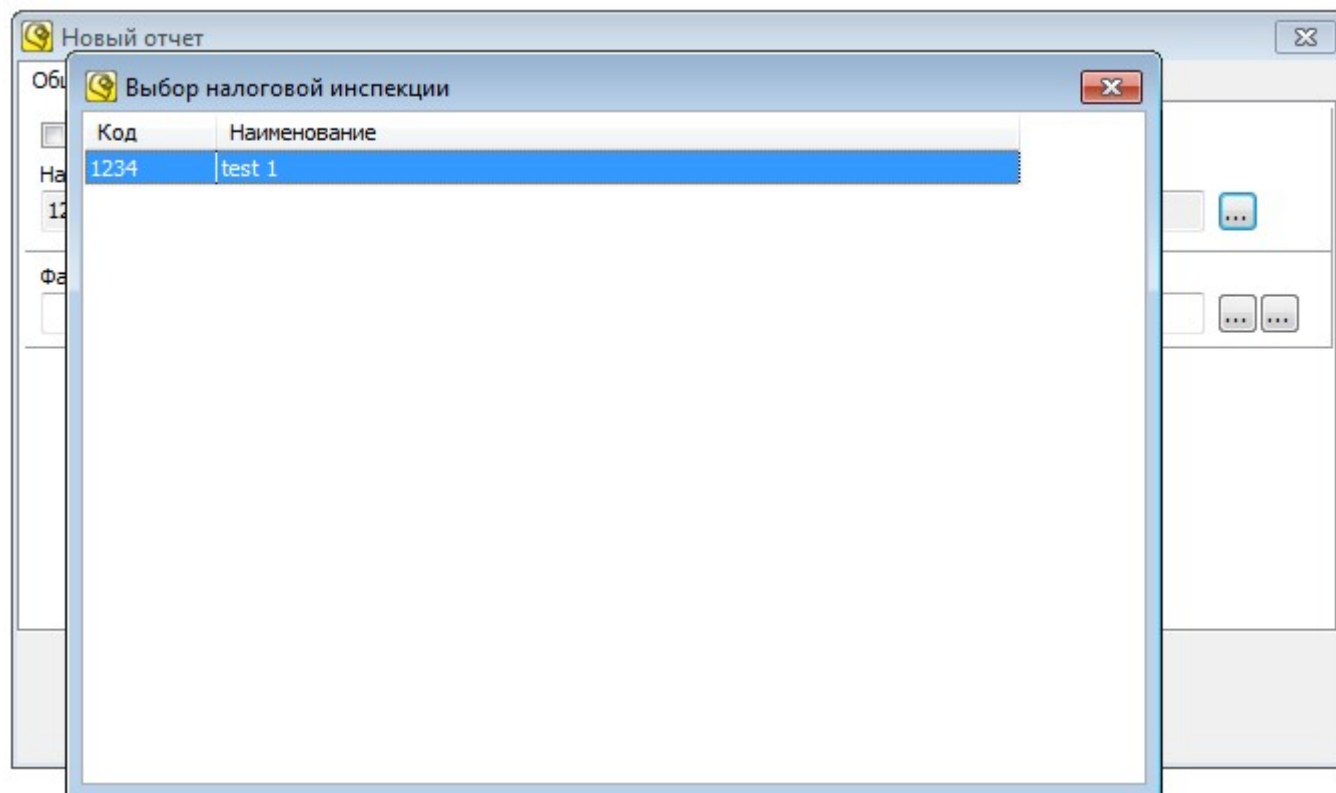 Новый отчет
Выбор налоговой инспекции
Код Наименование
1234 test 1
...
... ...